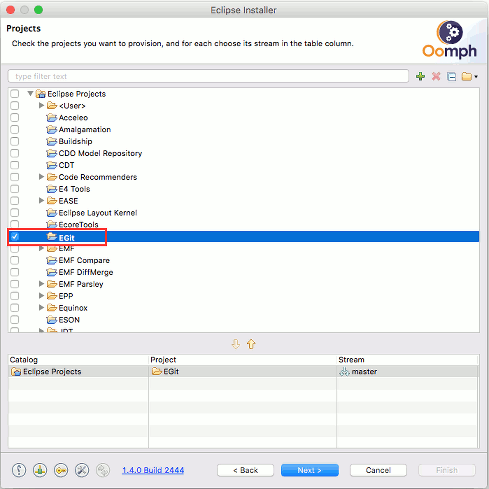 Eclipse Installer
Projects
Check the projects you want to provision, and for each choose its stream in the table column.
Oomph
type filter text
Eclipse Projects
<User>
Acceleo
Amalgamation
Buildship
CDO Model Repository
CDT
Code Recommenders
E4 Tools
EASE
Eclipse Layout Kernel
EcoreTools
EGit
EMF
EMF Compare
EMF DiffMerge
EMF Parsley
EPP
Equinox
ESON
JDT
Catalog Project Stream
Eclipse Projects EGit master
1.4.0 Build 2444 < Back Next > Cancel Finish